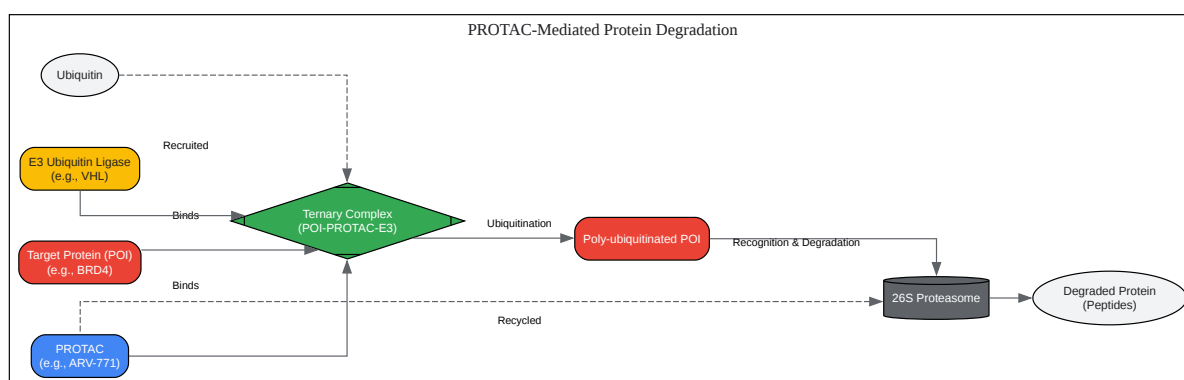 PROTAC-Mediated Protein Degradation
Ubiquitin
Recruited
E3 Ubiquitin Ligase
(e.g., VHL)
Binds
Ternary Complex
(POI-PROTAC-E3)
Ubiquitination
Poly-ubiquitinated POI
Recognition & Degradation
Target Protein (POI)
(e.g., BRD4)
Binds
26S Proteasome
Degraded Protein
(Peptides)
Recycled
PROTAC
(e.g., ARV-771)